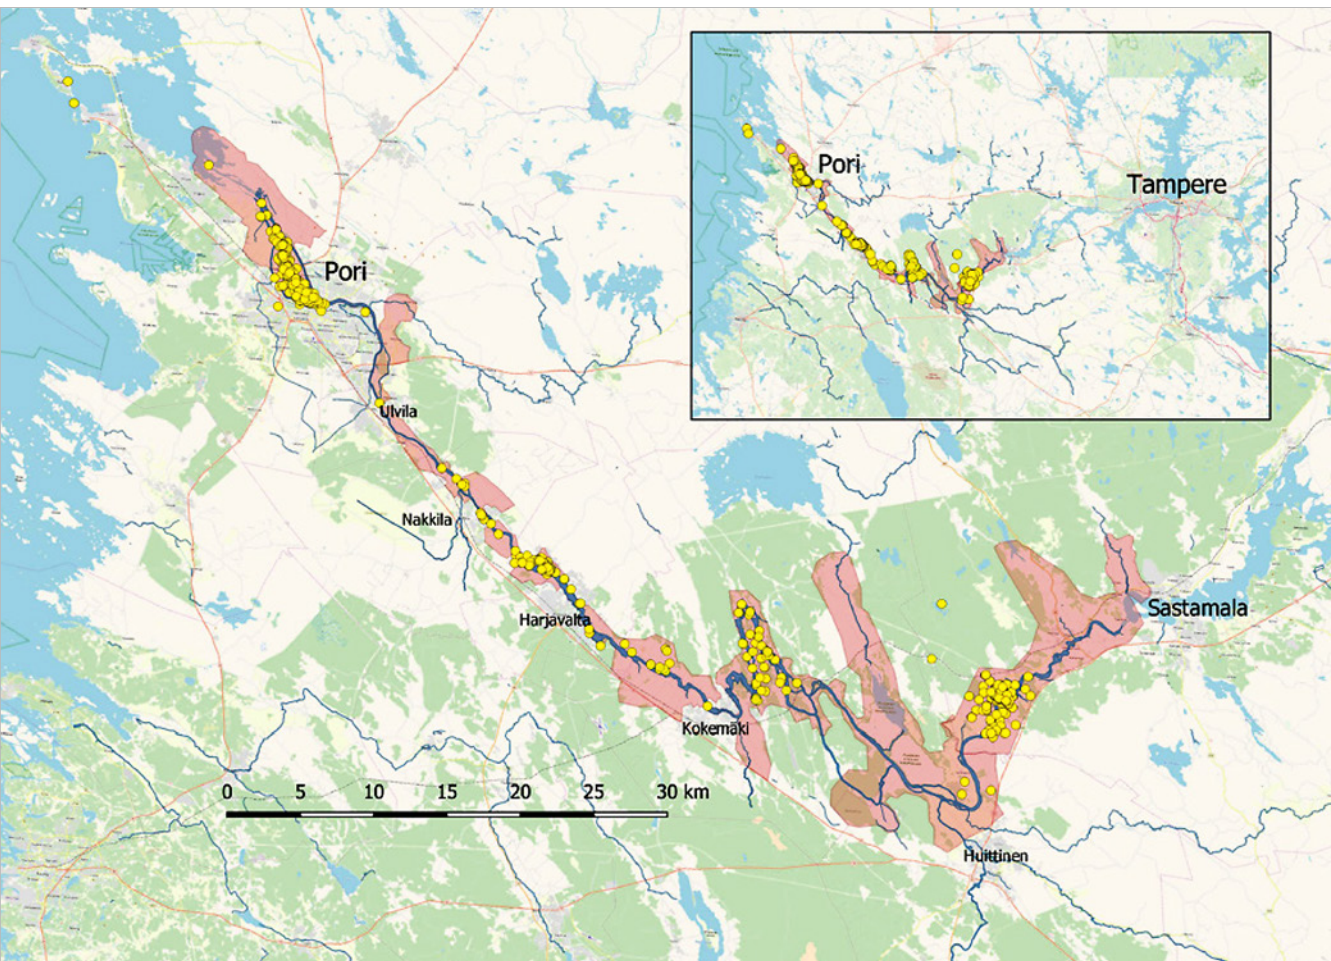 Pori
Tampere
Pori
Ulvila
Nakkila
Harjavalta
Sastamala
Kokemäki
0 5 10 15 20 25 30 km
Huittinen